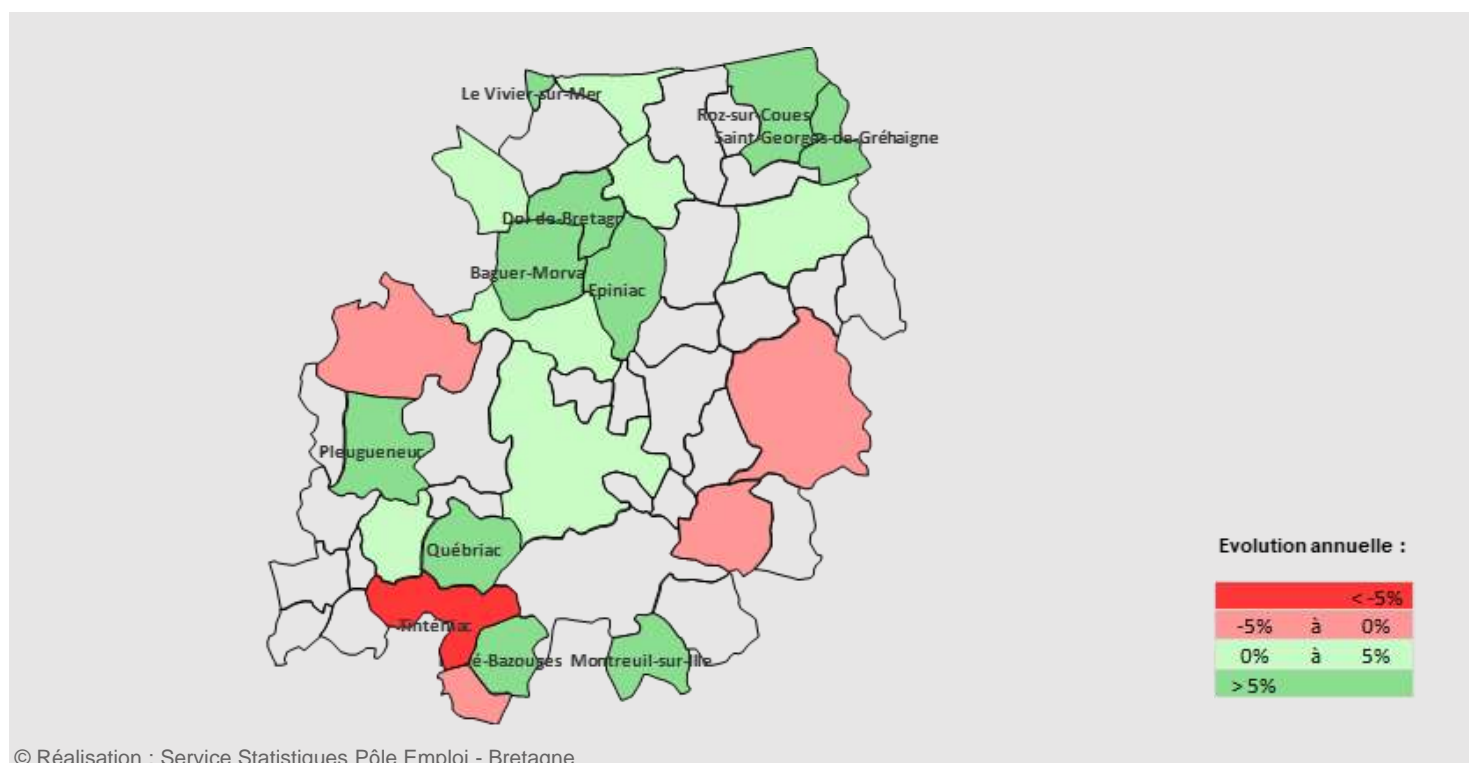 Le Vivier-sur-Mer
Roz-sur-Coues
Saint-Georges-de-Gréhaigne
Dol-de-Bretagn
Baguer-Morva
Epiniac
Pleugueneuc
Québriac
Tinténiac
é-Bazouges
Montreuil-sur-Ille
Evolution annuelle :
< -5%
-5% à 0%
0% à 5%
> 5%
© Réalisation : Service Statistiques Pôle Emploi - Bretagne